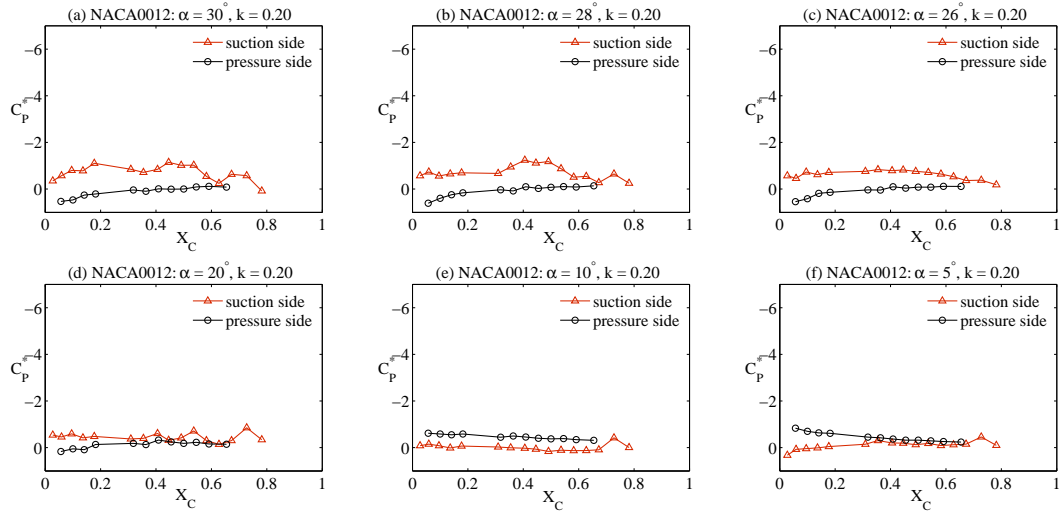 (a) NACA0012: α = 30°, k = 0.20
suction side
pressure side
−6
−4
−2
0
C*P
0
0.2
0.4
0.6
0.8
1
XC
(b) NACA0012: α = 28°, k = 0.20
suction side
pressure side
−6
−4
−2
0
C*P
0
0.2
0.4
0.6
0.8
1
XC
(c) NACA0012: α = 26°, k = 0.20
suction side
pressure side
−6
−4
−2
0
C*P
0
0.2
0.4
0.6
0.8
1
XC
(d) NACA0012: α = 20°, k = 0.20
suction side
pressure side
−6
−4
−2
0
C*P
0
0.2
0.4
0.6
0.8
1
XC
(e) NACA0012: α = 10°, k = 0.20
suction side
pressure side
−6
−4
−2
0
C*P
0
0.2
0.4
0.6
0.8
1
XC
(f) NACA0012: α = 5°, k = 0.20
suction side
pressure side
−6
−4
−2
0
C*P
0
0.2
0.4
0.6
0.8
1
XC